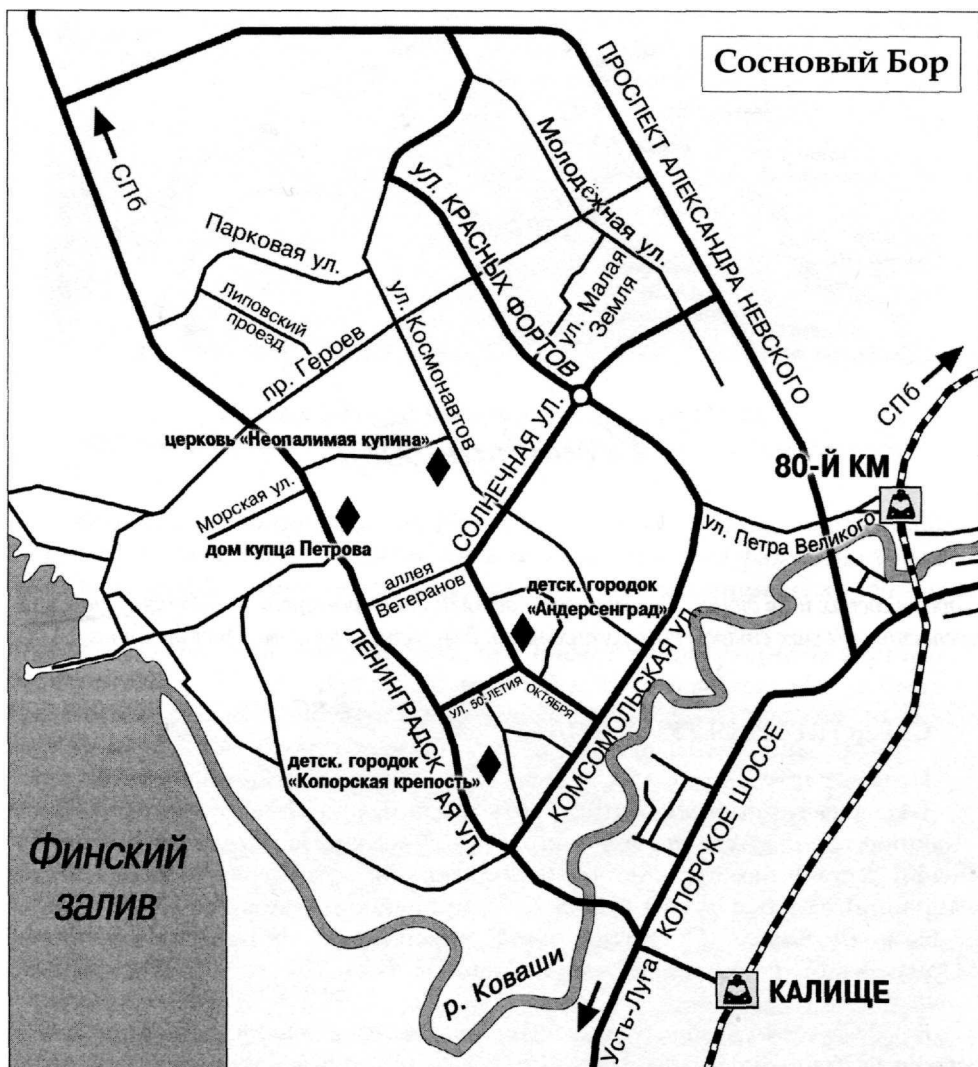 Сосновый Бор
ПРОСПЕКТ АЛЕКСАНДРА НЕВСКОГО
СПб
Молодёжная ул.
УЛ. КРАСНЫХ ФОРТОВ
Парковая ул.
ул. Малая
Земля
Липовский
проезд
пр. Героев
ул. Космонавтов
СПб
церковь «Неопалимая купина»
СОЛНЕЧНАЯ УЛ.
80-Й КМ
Морская ул.
ул. Петра Великого
дом купца Петрова
аллея
Ветеранов
детск. городок
«Андерсенград»
ЛЕНИНГРАДСКАЯ УЛ.
УЛ. 50-ЛЕТИЯ ОКТЯБРЯ
КОМСОМОЛЬСКАЯ УЛ.
детск. городок
«Копорская крепость»
КОПОРСКОЕ ШОССЕ
Финский
залив
р. Коваши
Усть-Луга
КАЛИЩЕ